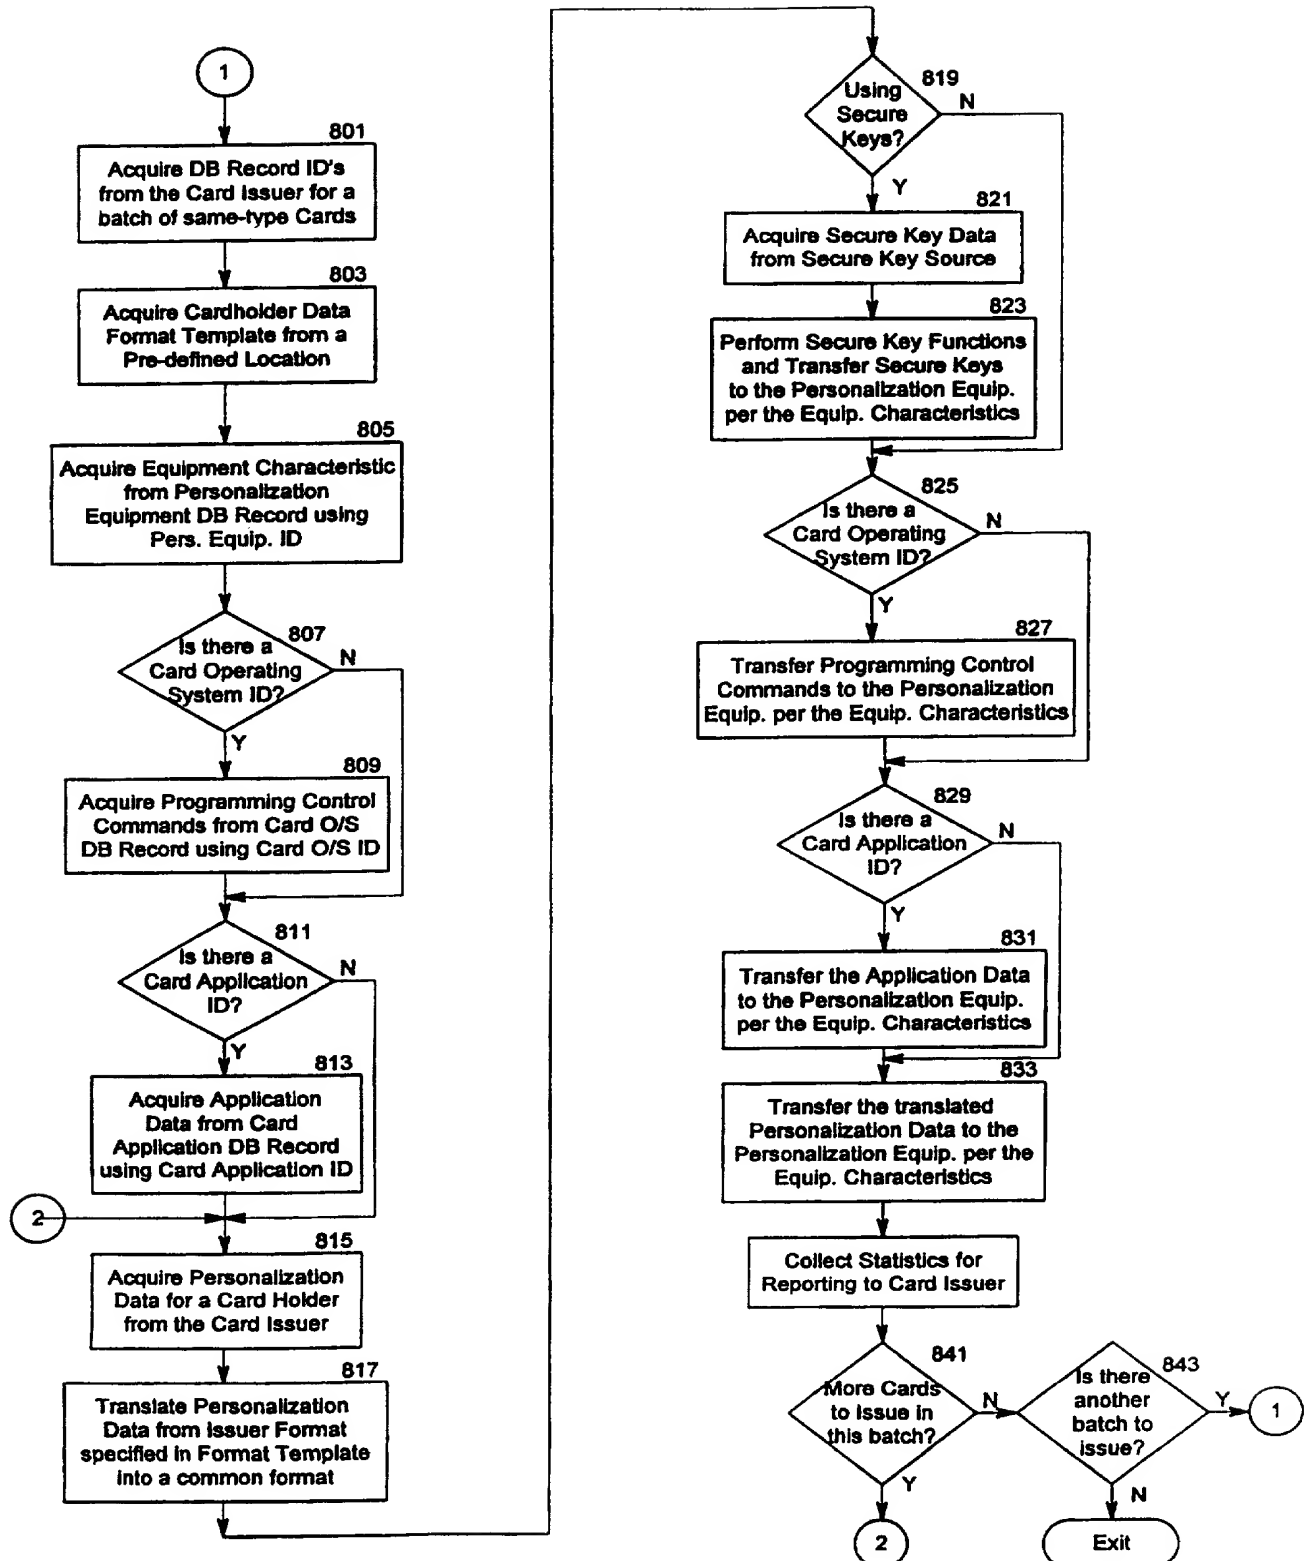 1
801
Acquire DB Record ID's
from the Card Issuer for a
batch of same-type Cards
803
Acquire Cardholder Data
Format Template from a
Pre-defined Location
805
Acquire Equipment Characteristic
from Personalization
Equipment DB Record using
Pers. Equip. ID
807
Is there a
Card Operating
System ID?
N
Y
809
Acquire Programming Control
Commands from Card O/S
DB Record using Card O/S ID
811
Is there a
Card Application
ID?
N
Y
813
Acquire Application
Data from Card
Application DB Record
using Card Application ID
2
815
Acquire Personalization
Data for a Card Holder
from the Card Issuer
817
Translate Personalization
Data from Issuer Format
specified in Format Template
into a common format
819
Using
Secure
Keys?
N
Y
821
Acquire Secure Key Data
from Secure Key Source
823
Perform Secure Key Functions
and Transfer Secure Keys
to the Personalization Equip.
per the Equip. Characteristics
825
Is there a
Card Operating
System ID?
N
Y
827
Transfer Programming Control
Commands to the Personalization
Equip. per the Equip. Characteristics
829
Is there a
Card Application
ID?
N
Y
831
Transfer the Application Data
to the Personalization Equip.
per the Equip. Characteristics
833
Transfer the translated
Personalization Data to the
Personalization Equip. per the
Equip. Characteristics
Collect Statistics for
Reporting to Card Issuer
841
More Cards
to Issue in
this batch?
N
Y
2
843
Is there
another
batch to
issue?
Y
1
N
Exit